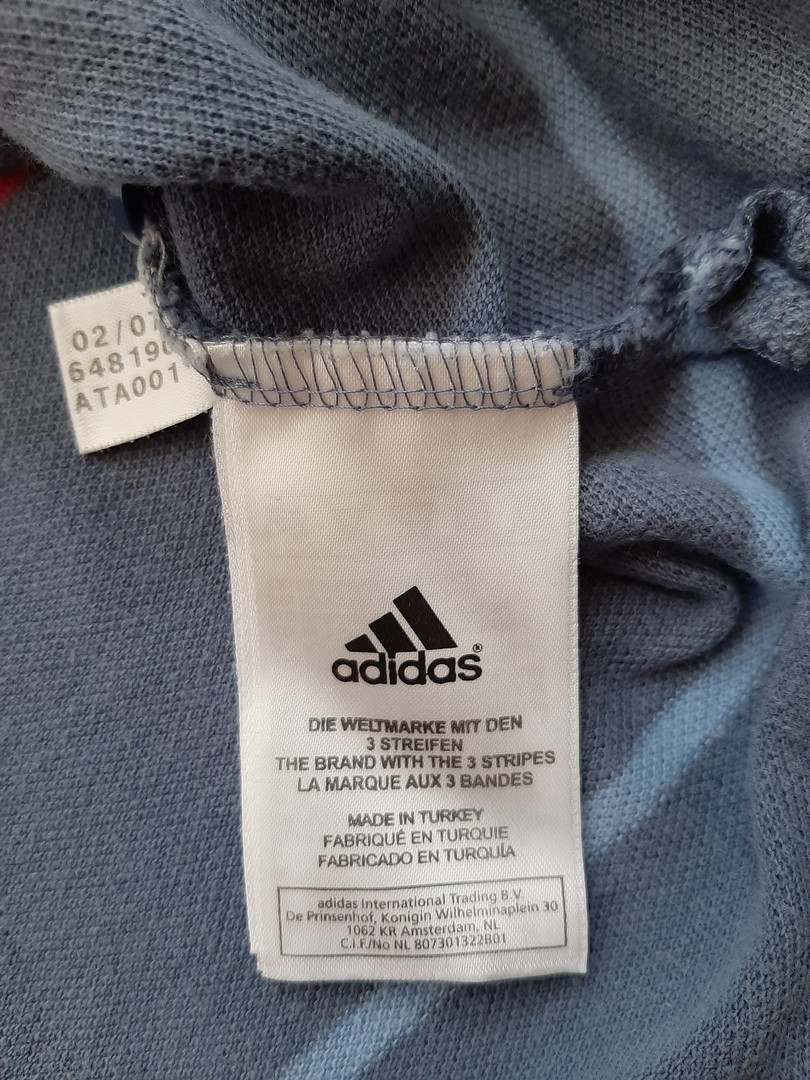 02/07
64819
ATA001
adidas®
DIE WELTMARKE MIT DEN
3 STREIFEN
THE BRAND WITH THE 3 STRIPES
LA MARQUE AUX 3 BANDES
MADE IN TURKEY
FABRIQUÉ EN TURQUIE
FABRICADO EN TURQUÍA
adidas International Trading B.V.
De Prinsenhof, Konigin Wilhelminaplein 30
1062 KR Amsterdam, NL
C.I.F./No NL 807301322B01